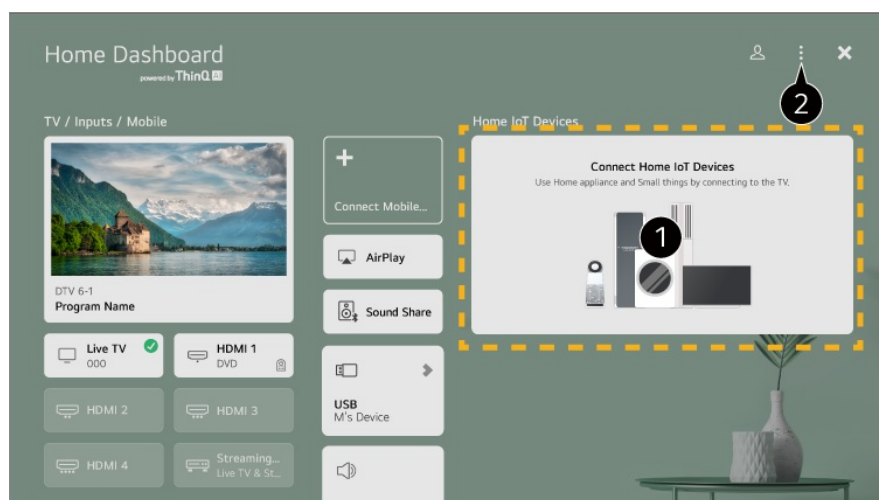 Home Dashboard
powered by ThinQ AI
2
TV / Inputs / Mobile
Home IoT Devices
Connect Home IoT Devices
Use Home appliance and Small things by connecting to the TV.
1
Connect Mobile...
AirPlay
Sound Share
DTV 6-1
Program Name
Live TV
000
HDMI 1
DVD
USB
M's Device
HDMI 2
HDMI 3
HDMI 4
Streaming...
Live TV & St...